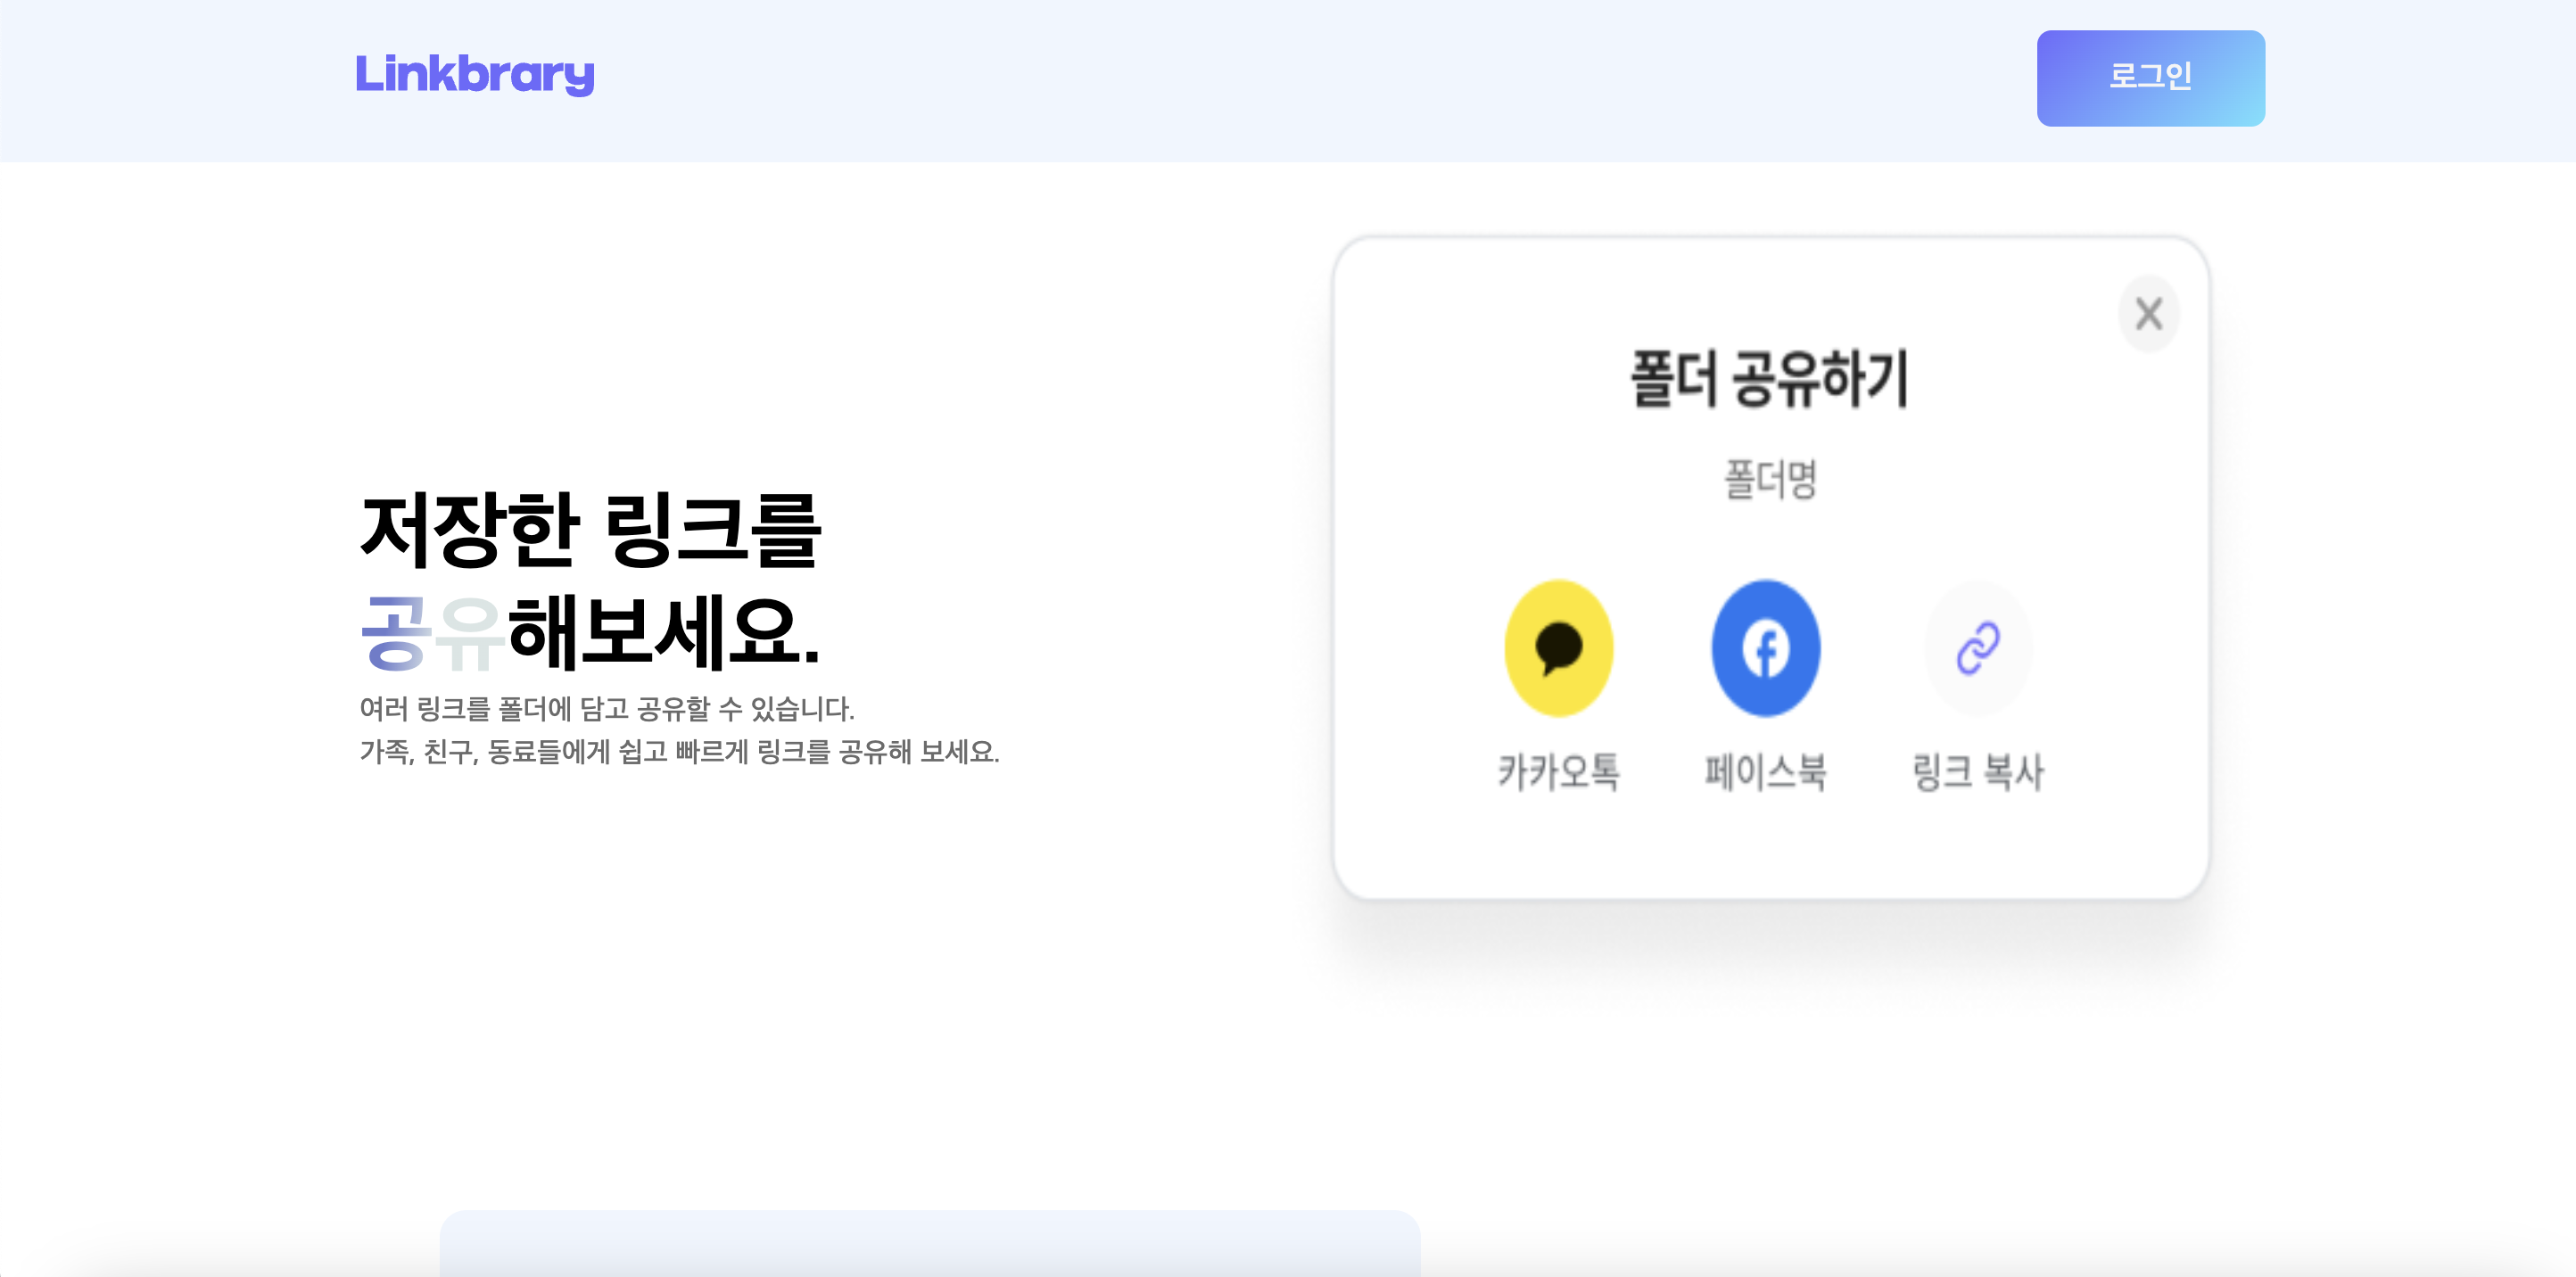 Linkbrary
로그인
저장한 링크를
공유해보세요.
여러 링크를 폴더에 담고 공유할 수 있습니다.
가족, 친구, 동료들에게 쉽고 빠르게 링크를 공유해 보세요.
폴더 공유하기
폴더명
카카오톡
페이스북
링크 복사